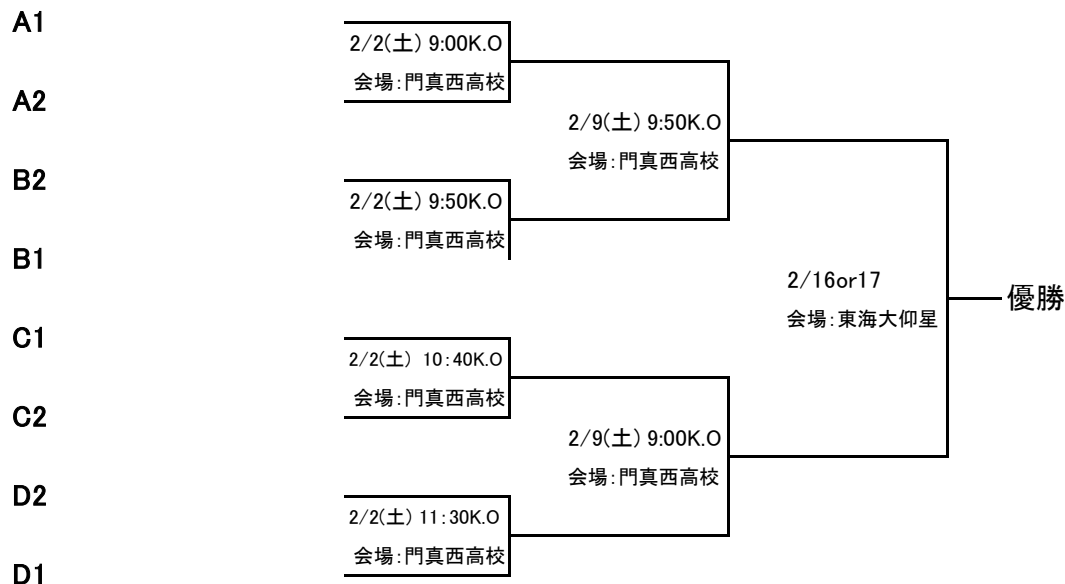 A1
2/2(土) 9:00K.O
会場:門真西高校
A2
2/9(土) 9:50K.O
会場:門真西高校
B2
2/2(土) 9:50K.O
会場:門真西高校
B1
2/16or17
会場:東海大仰星
優勝
C1
2/2(土) 10:40K.O
会場:門真西高校
C2
2/9(土) 9:00K.O
会場:門真西高校
D2
2/2(土) 11:30K.O
会場:門真西高校
D1